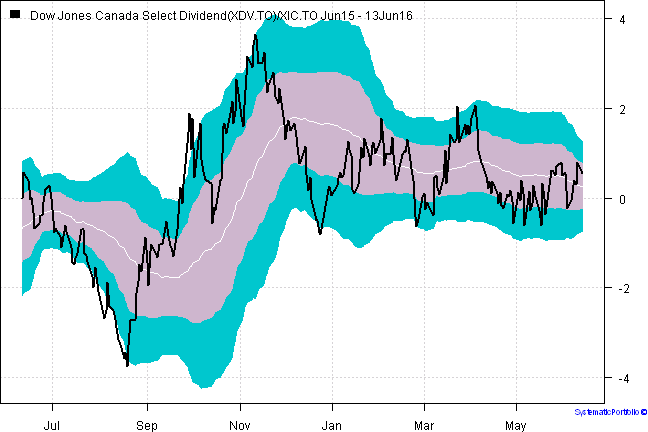 Dow Jones Canada Select Dividend(XDV.TO)/XIC.TO Jun15 - 13Jun16
4
2
0
-2
-4
Jul Sep Nov Jan Mar May
SystematicPortfolio ©